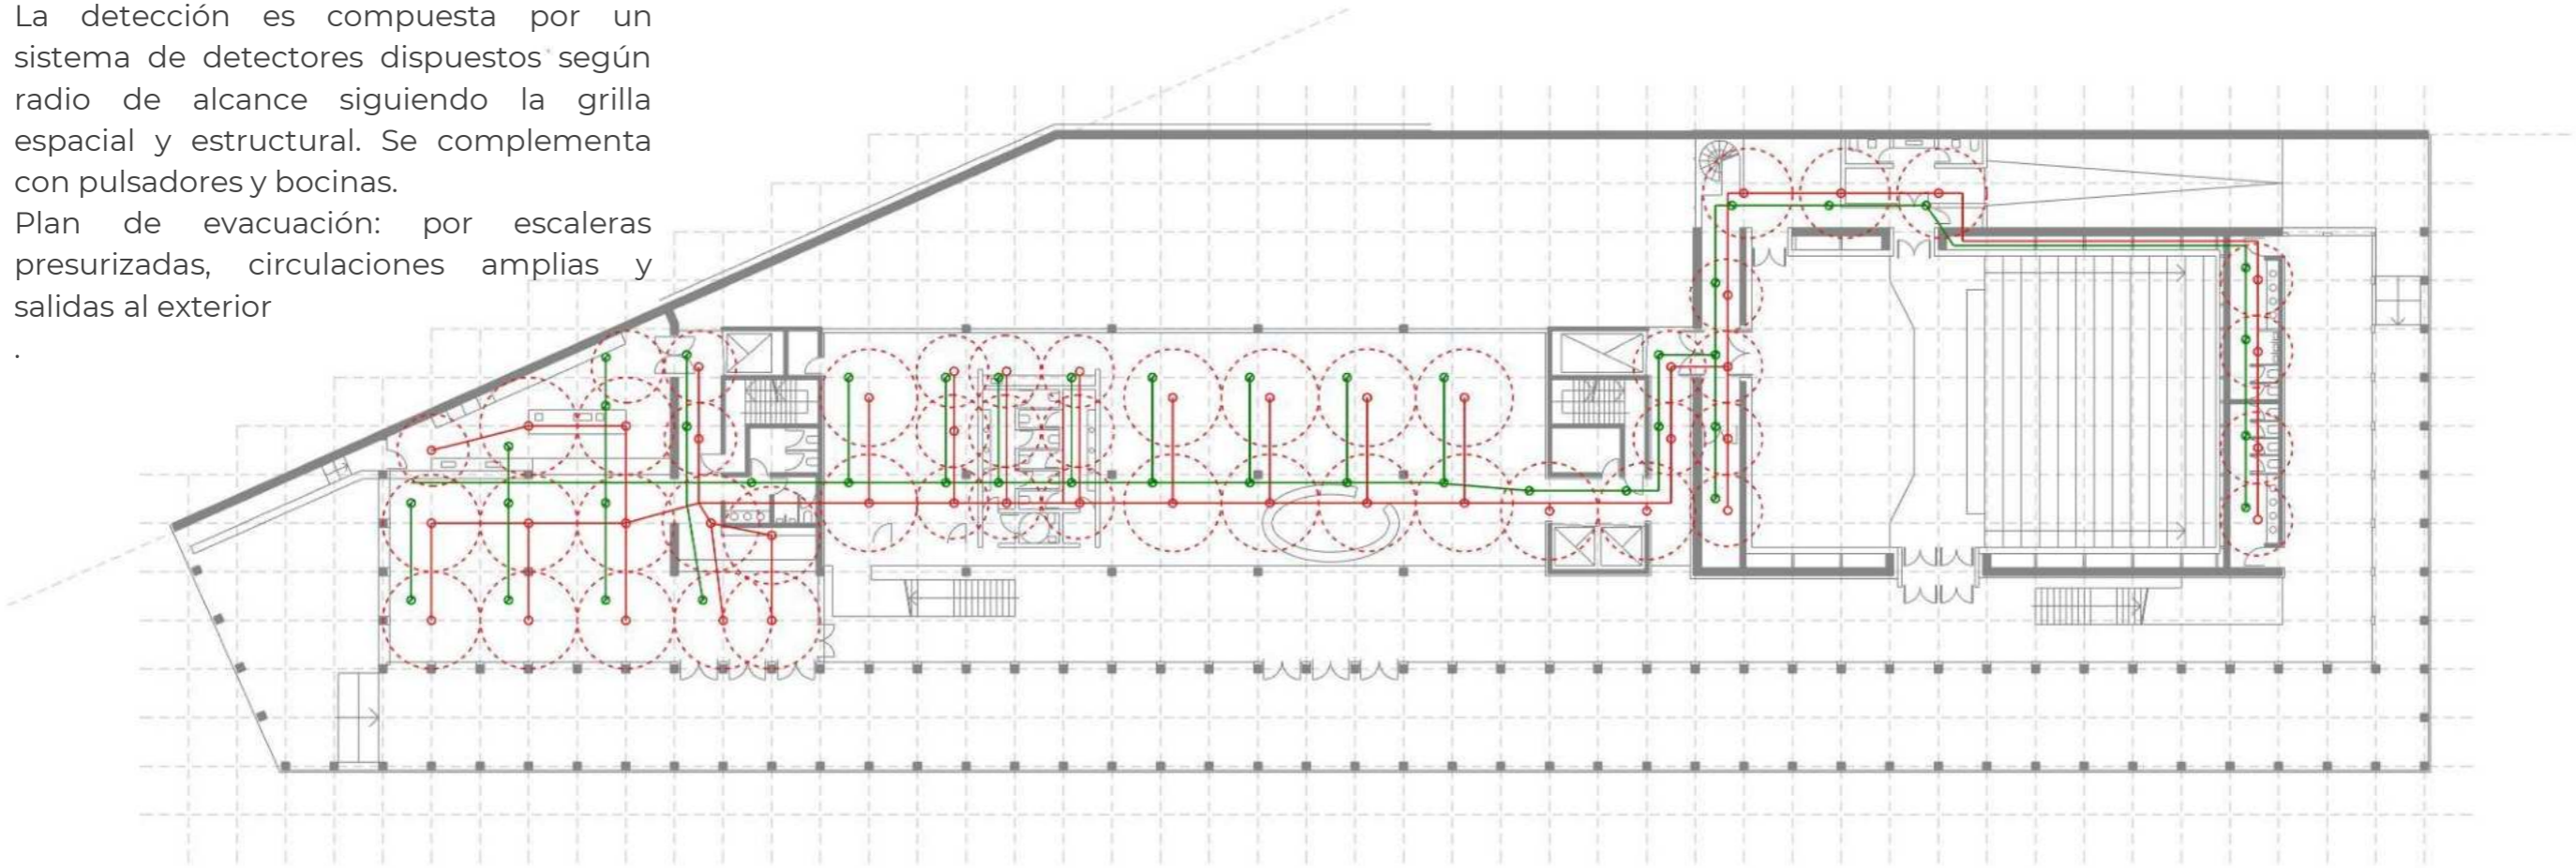 La detección es compuesta por un
sistema de detectores dispuestos según
radio de alcance siguiendo la grilla
espacial y estructural. Se complementa
con pulsadores y bocinas.
Plan de evacuación: por escaleras
presurizadas, circulaciones amplias y
salidas al exterior
.